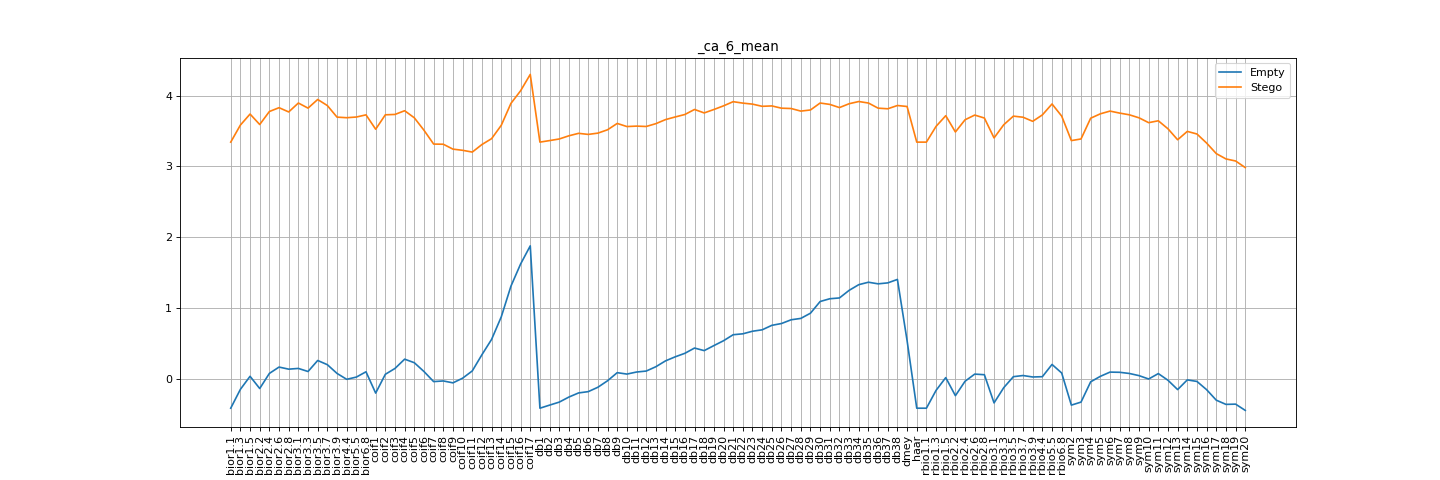 _ca_6_mean
Empty
Stego
4
3
2
1
0
bior1.1
bior1.3
bior1.5
bior2.2
bior2.4
bior2.6
bior2.8
bior3.1
bior3.3
bior3.5
bior3.7
bior3.9
bior4.4
bior5.5
bior6.8
coif1
coif2
coif3
coif4
coif5
coif6
coif7
coif8
coif9
coif10
coif11
coif12
coif13
coif14
coif15
coif16
coif17
db1
db2
db3
db4
db5
db6
db7
db8
db9
db10
db11
db12
db13
db14
db15
db16
db17
db18
db19
db20
db21
db22
db23
db24
db25
db26
db27
db28
db29
db30
db31
db32
db33
db34
db35
db36
db37
db38
dmey
haar
rbio1.1
rbio1.3
rbio1.5
rbio2.2
rbio2.4
rbio2.6
rbio2.8
rbio3.1
rbio3.3
rbio3.5
rbio3.7
rbio3.9
rbio4.4
rbio5.5
rbio6.8
sym2
sym3
sym4
sym5
sym6
sym7
sym8
sym9
sym10
sym11
sym12
sym13
sym14
sym15
sym16
sym17
sym18
sym19
sym20